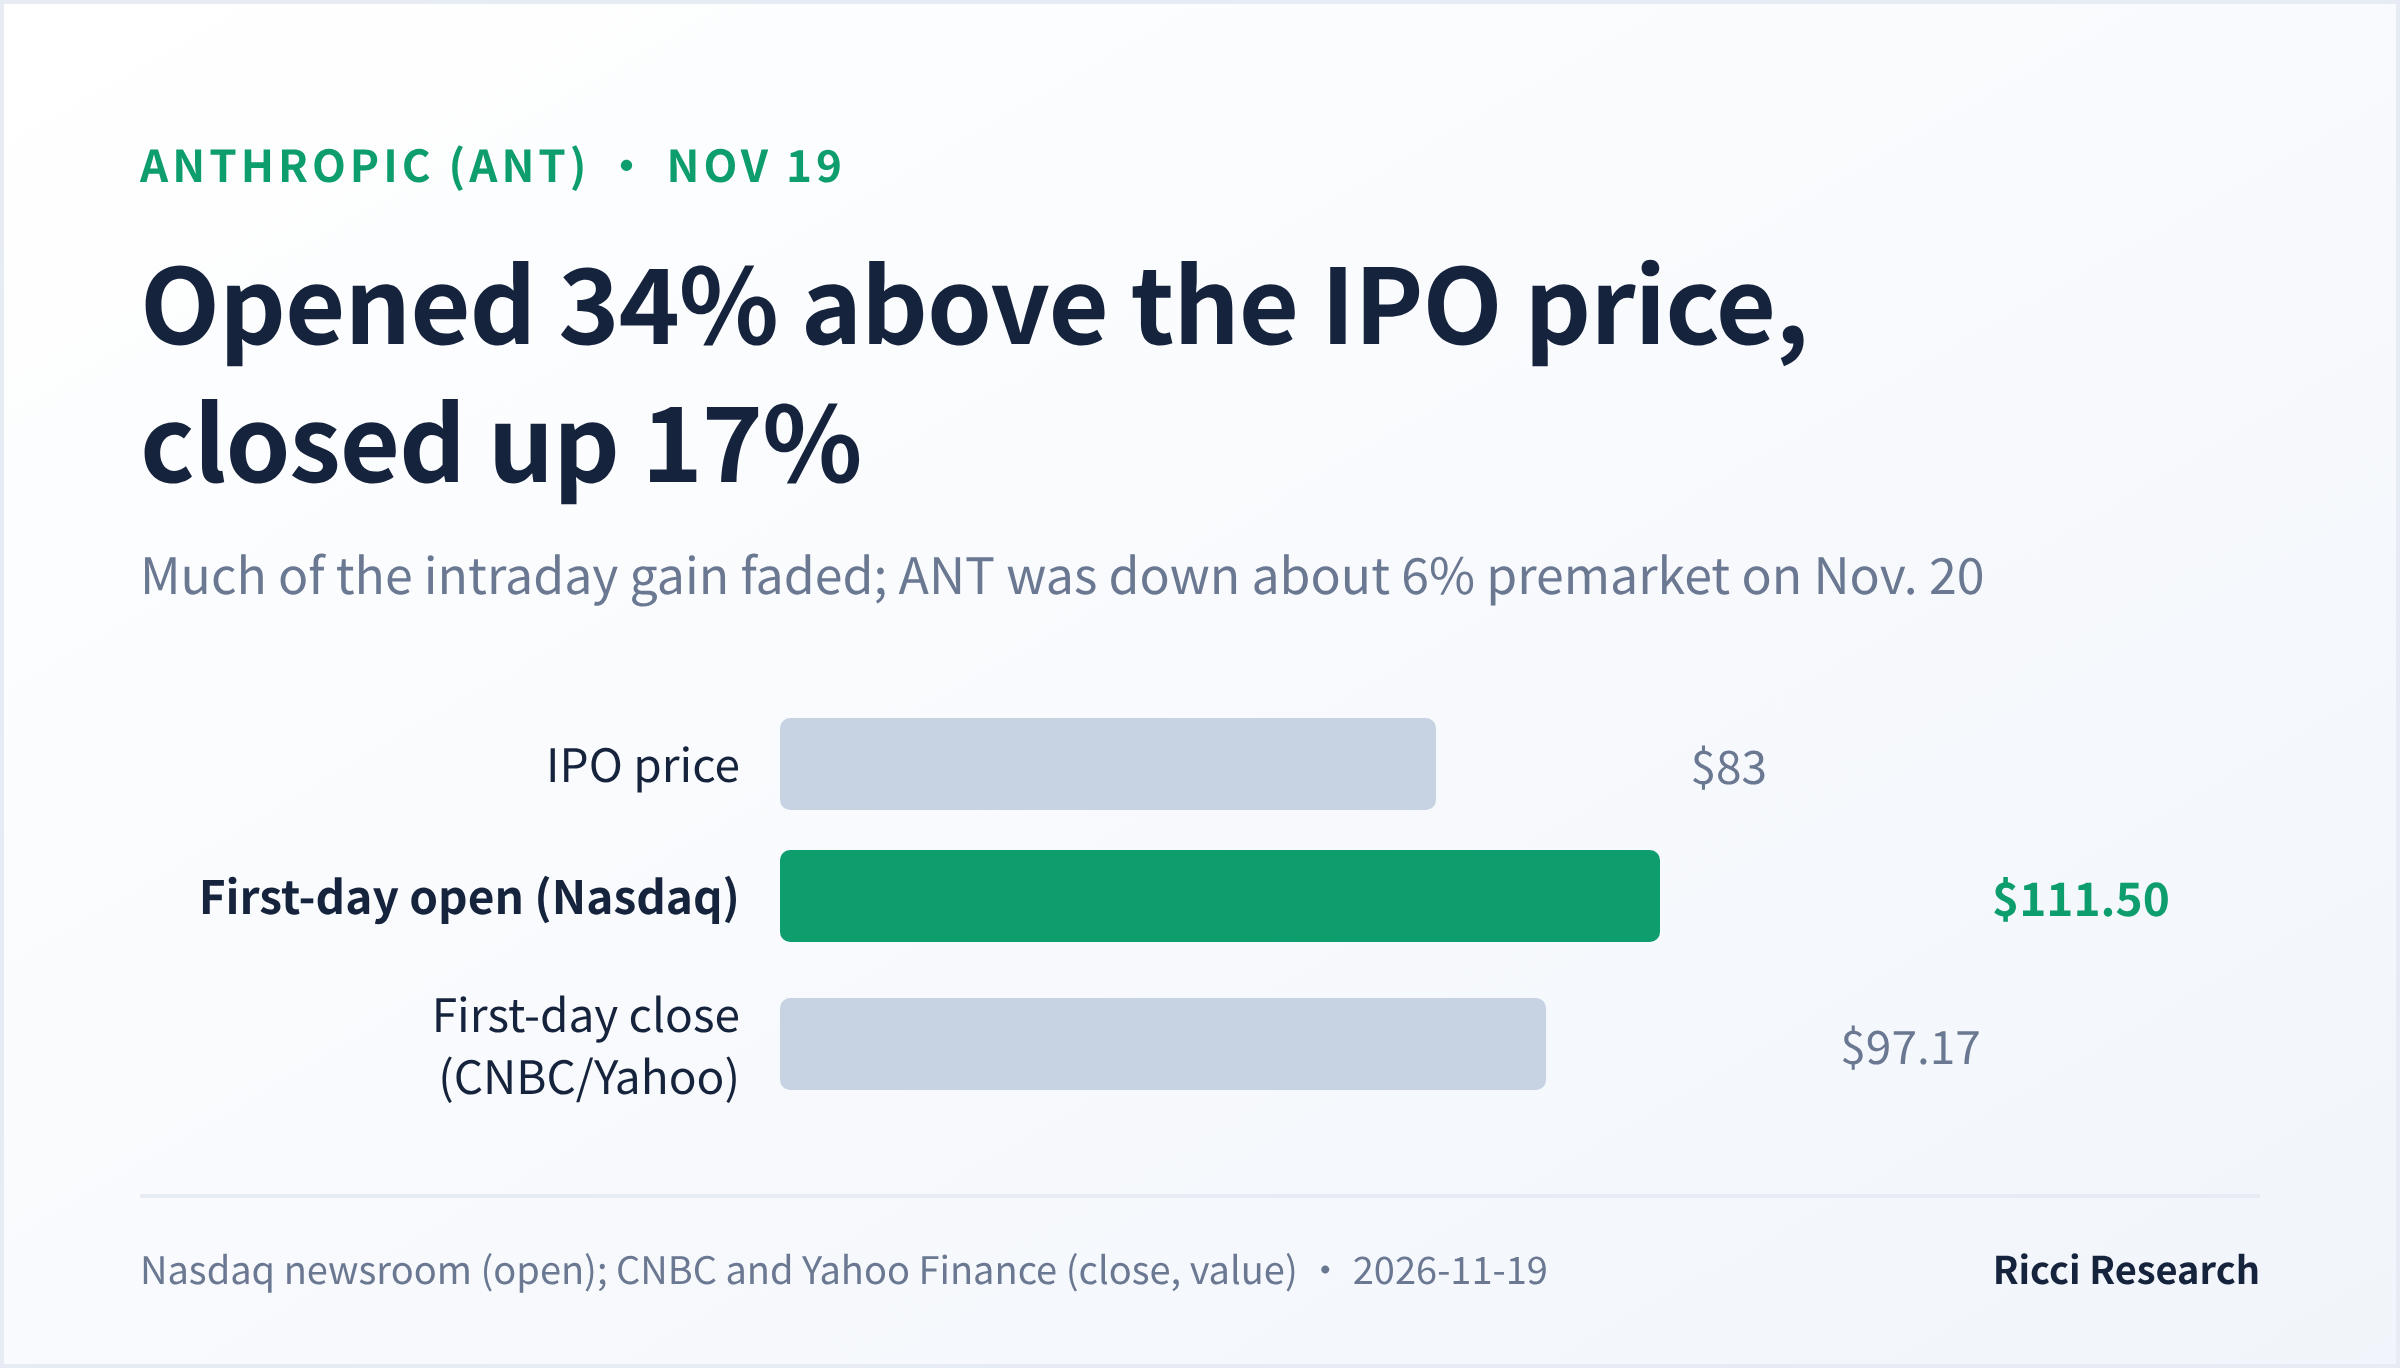 ANTHROPIC (ANT) • NOV 19
Opened 34% above the IPO price,
closed up 17%
Much of the intraday gain faded; ANT was down about 6% premarket on Nov. 20
IPO price
$83
First-day open (Nasdaq)
$111.50
First-day close
(CNBC/Yahoo)
$97.17
Nasdaq newsroom (open); CNBC and Yahoo Finance (close, value) • 2026-11-19
Ricci Research